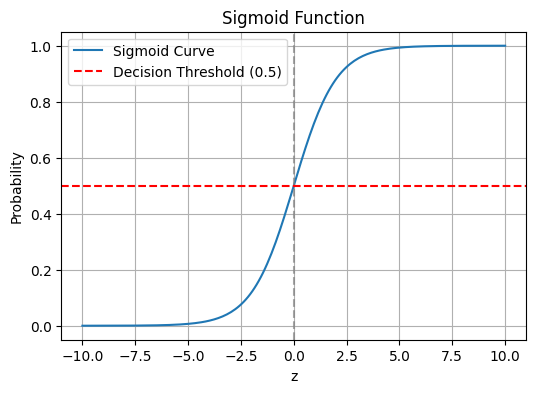 Sigmoid Function
Sigmoid Curve
Decision Threshold (0.5)
Probability
1.0
0.8
0.6
0.4
0.2
0.0
−10.0 −7.5 −5.0 −2.5 0.0 2.5 5.0 7.5 10.0
z